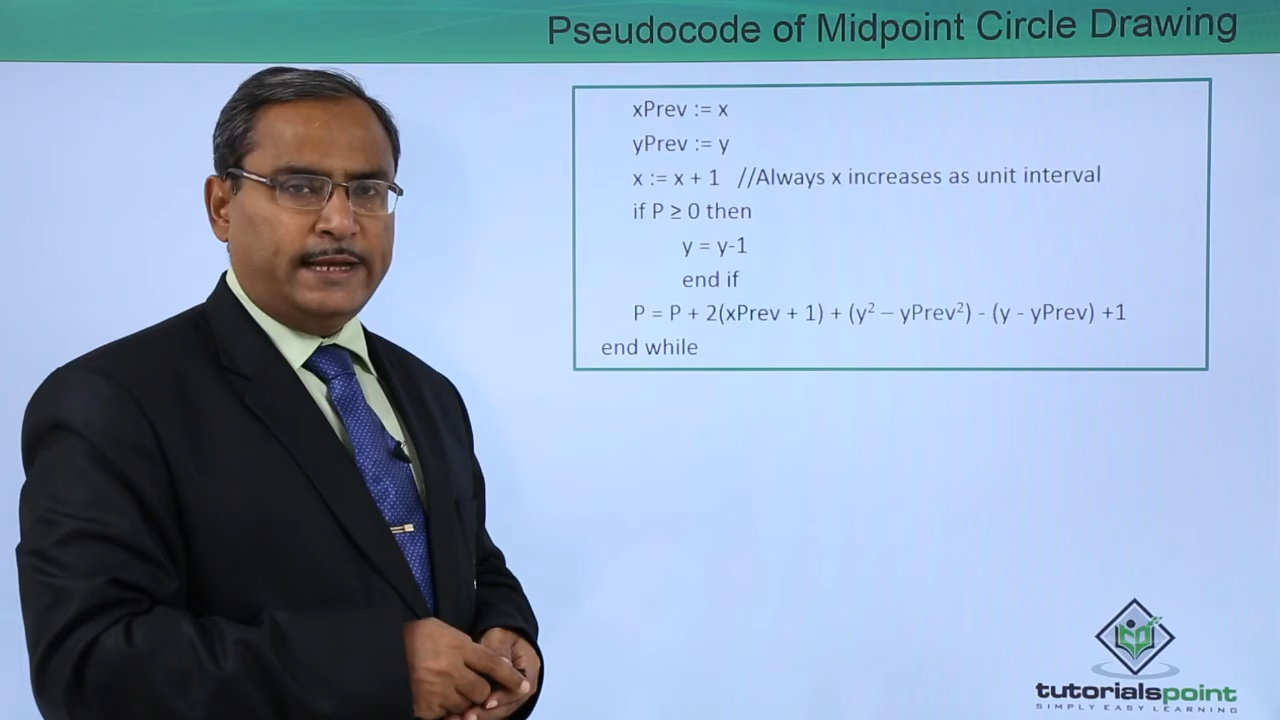 Pseudocode of Midpoint Circle Drawing
xPrev := x
yPrev := y
x := x + 1 //Always x increases as unit interval
if P ≥ 0 then
y = y-1
end if
P = P + 2(xPrev + 1) + (y² – yPrev²) - (y - yPrev) +1
end while
tutorialspoint
SIMPLY EASY LEARNING